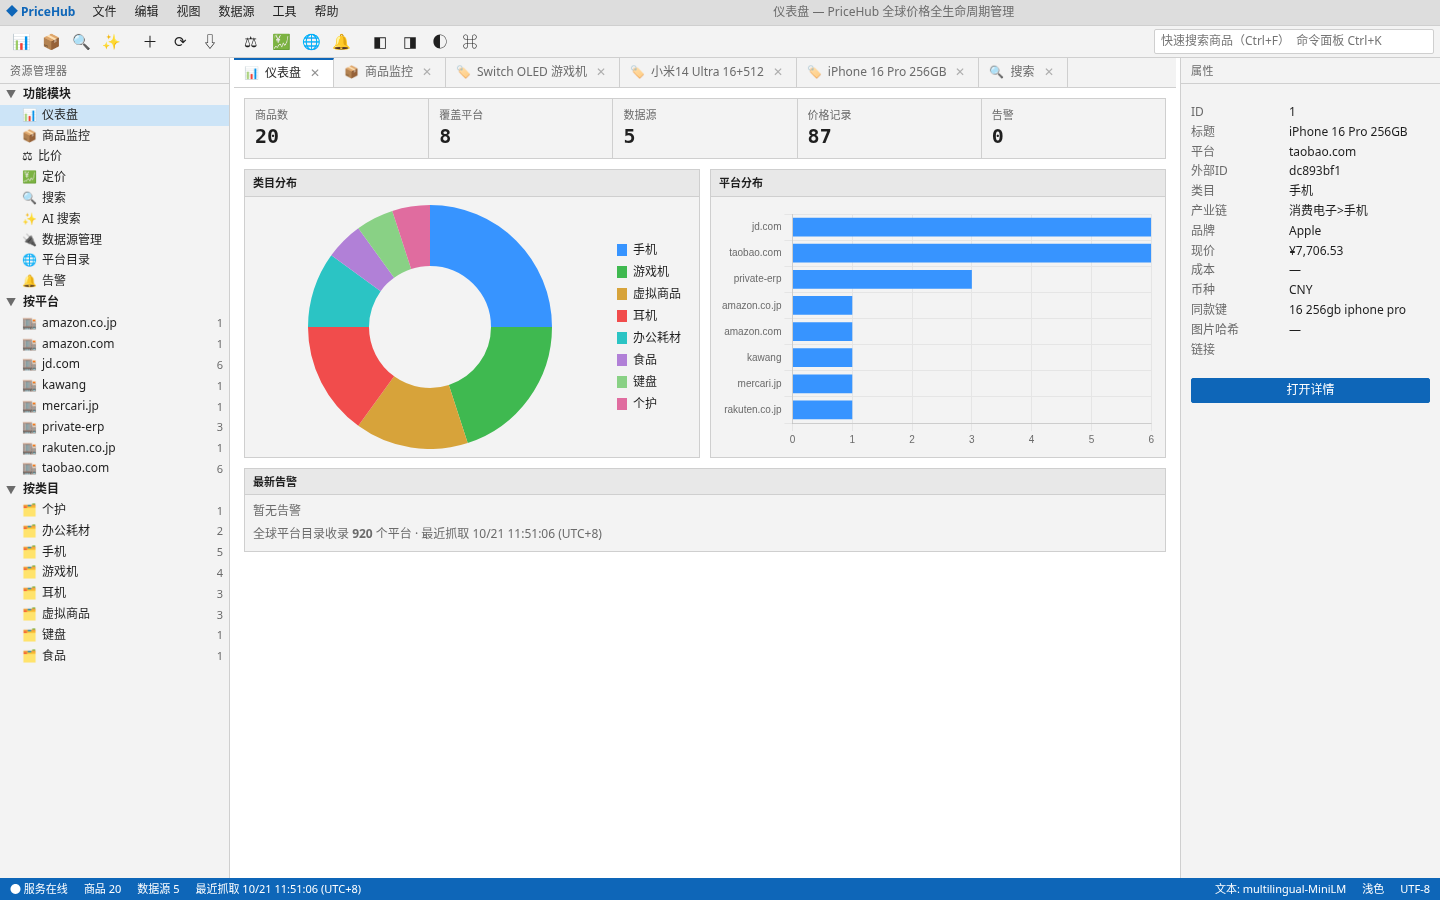 PriceHub 文件 编辑 视图 数据源 工具 帮助 仪表盘 — PriceHub 全球价格全生命周期管理
快速搜索商品（Ctrl+F） 命令面板 Ctrl+K
资源管理器
功能模块
仪表盘
商品监控
比价
定价
搜索
AI 搜索
数据源管理
平台目录
告警
按平台
amazon.co.jp 1
amazon.com 1
jd.com 6
kawang 1
mercari.jp 1
private-erp 3
rakuten.co.jp 1
taobao.com 6
按类目
个护 1
办公耗材 2
手机 5
游戏机 4
耳机 3
虚拟商品 3
键盘 1
食品 1
仪表盘 ✕ 商品监控 ✕ Switch OLED 游戏机 ✕ 小米14 Ultra 16+512 ✕ iPhone 16 Pro 256GB ✕ 搜索 ✕
商品数 覆盖平台 数据源 价格记录 告警
20 8 5 87 0
类目分布
手机
游戏机
虚拟商品
耳机
办公耗材
食品
键盘
个护
平台分布
jd.com
taobao.com
private-erp
amazon.co.jp
amazon.com
kawang
mercari.jp
rakuten.co.jp
0 1 2 3 4 5 6
最新告警
暂无告警
全球平台目录收录 920 个平台 · 最近抓取 10/21 11:51:06 (UTC+8)
属性
ID 1
标题 iPhone 16 Pro 256GB
平台 taobao.com
外部ID dc893bf1
类目 手机
产业链 消费电子>手机
品牌 Apple
现价 ¥7,706.53
成本 —
币种 CNY
同款键 16 256gb iphone pro
图片哈希 —
链接
打开详情
服务在线 商品 20 数据源 5 最近抓取 10/21 11:51:06 (UTC+8) 文本: multilingual-MiniLM 浅色 UTF-8